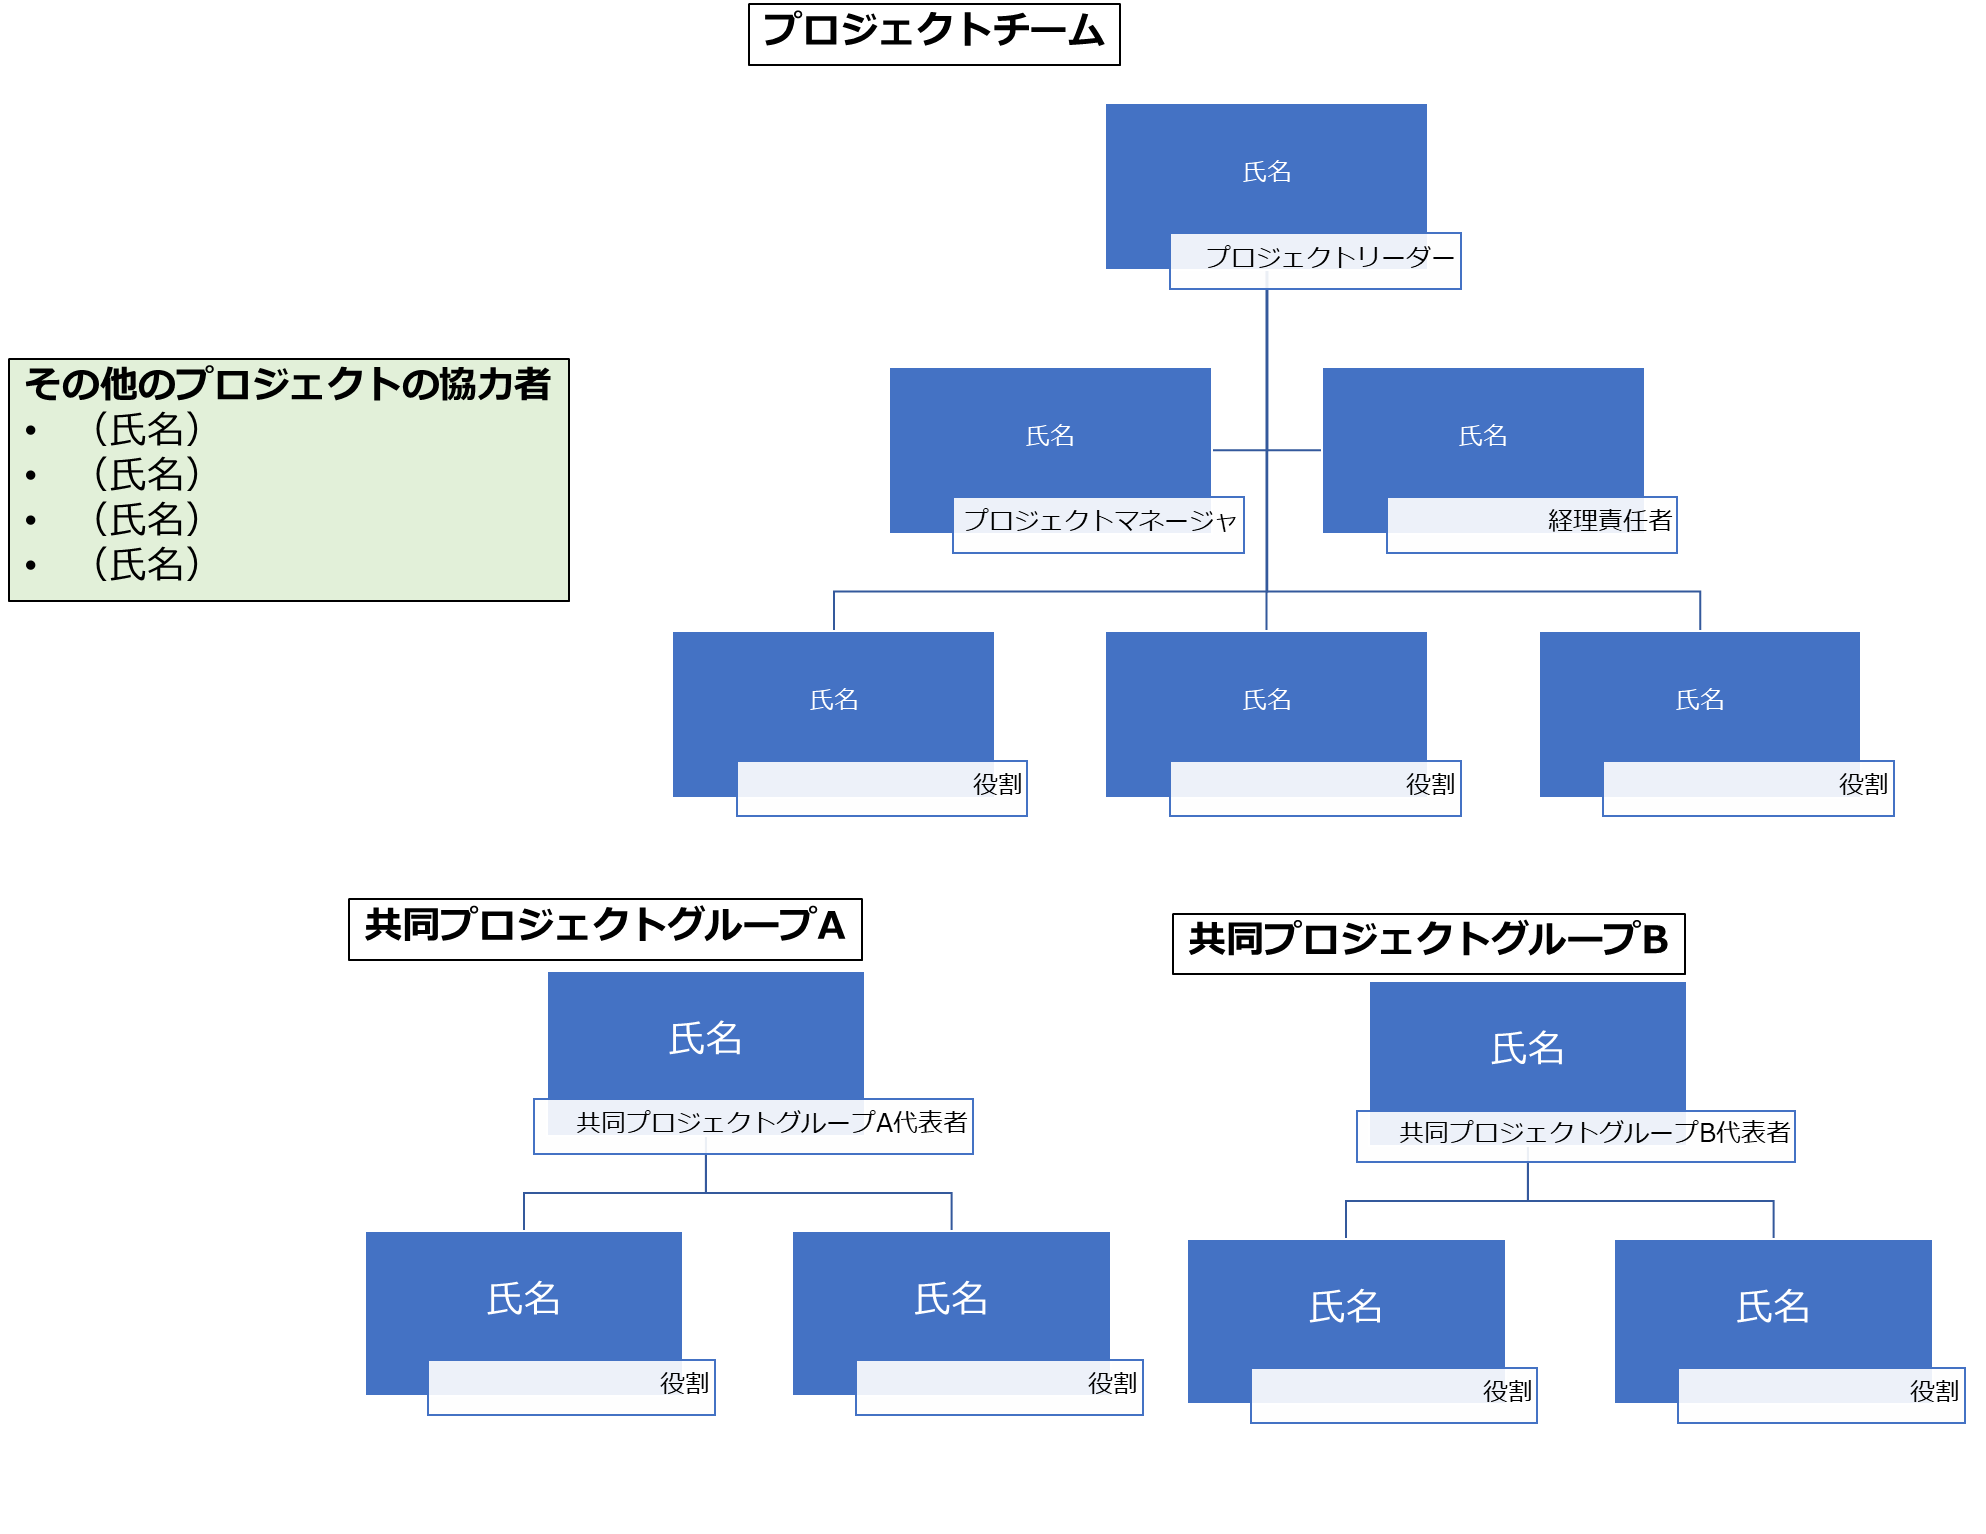 プロジェクトチーム
氏名
プロジェクトリーダー
その他のプロジェクトの協力者
• （氏名）
• （氏名）
• （氏名）
• （氏名）
氏名
プロジェクトマネージャ
氏名
経理責任者
氏名
役割
氏名
役割
氏名
役割
共同プロジェクトグループA
氏名
共同プロジェクトグループA代表者
氏名
役割
氏名
役割
共同プロジェクトグループB
氏名
共同プロジェクトグループB代表者
氏名
役割
氏名
役割